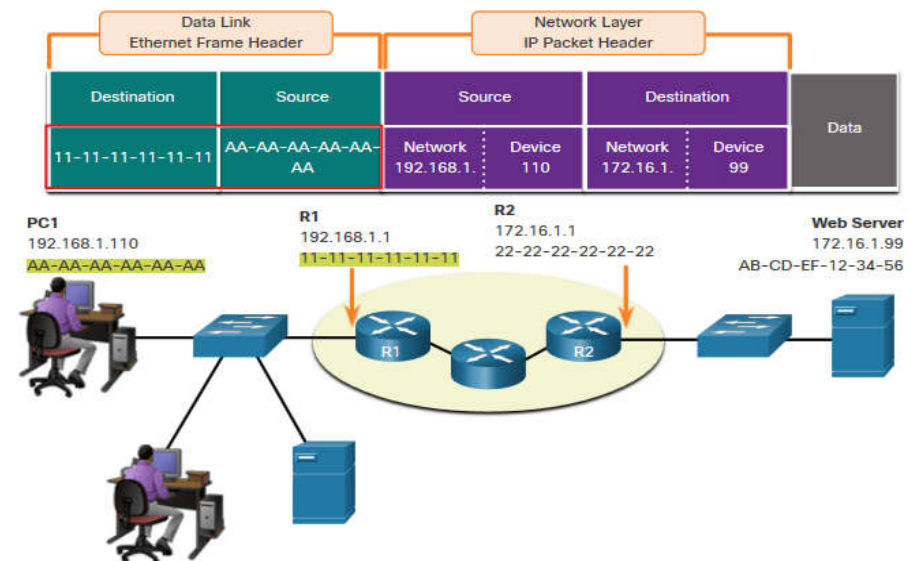 Data Link
Ethernet Frame Header
Network Layer
IP Packet Header
Destination
Source
Source
Destination
Data
11-11-11-11-11-11
AA-AA-AA-AA-AA-
AA
Network
192.168.1.
Device
110
Network
172.16.1.
Device
99
PC1
192.168.1.110
AA-AA-AA-AA-AA-AA
R1
192.168.1.1
11-11-11-11-11-11
R2
172.16.1.1
22-22-22-22-22-22
Web Server
172.16.1.99
AB-CD-EF-12-34-56
R1
R2